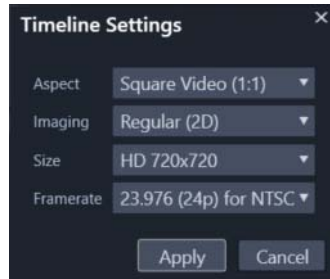 Timeline Settings
Aspect Square Video (1:1)
Imaging Regular (2D)
Size HD 720x720
Framerate 23.976 (24p) for NTSC
Apply Cancel